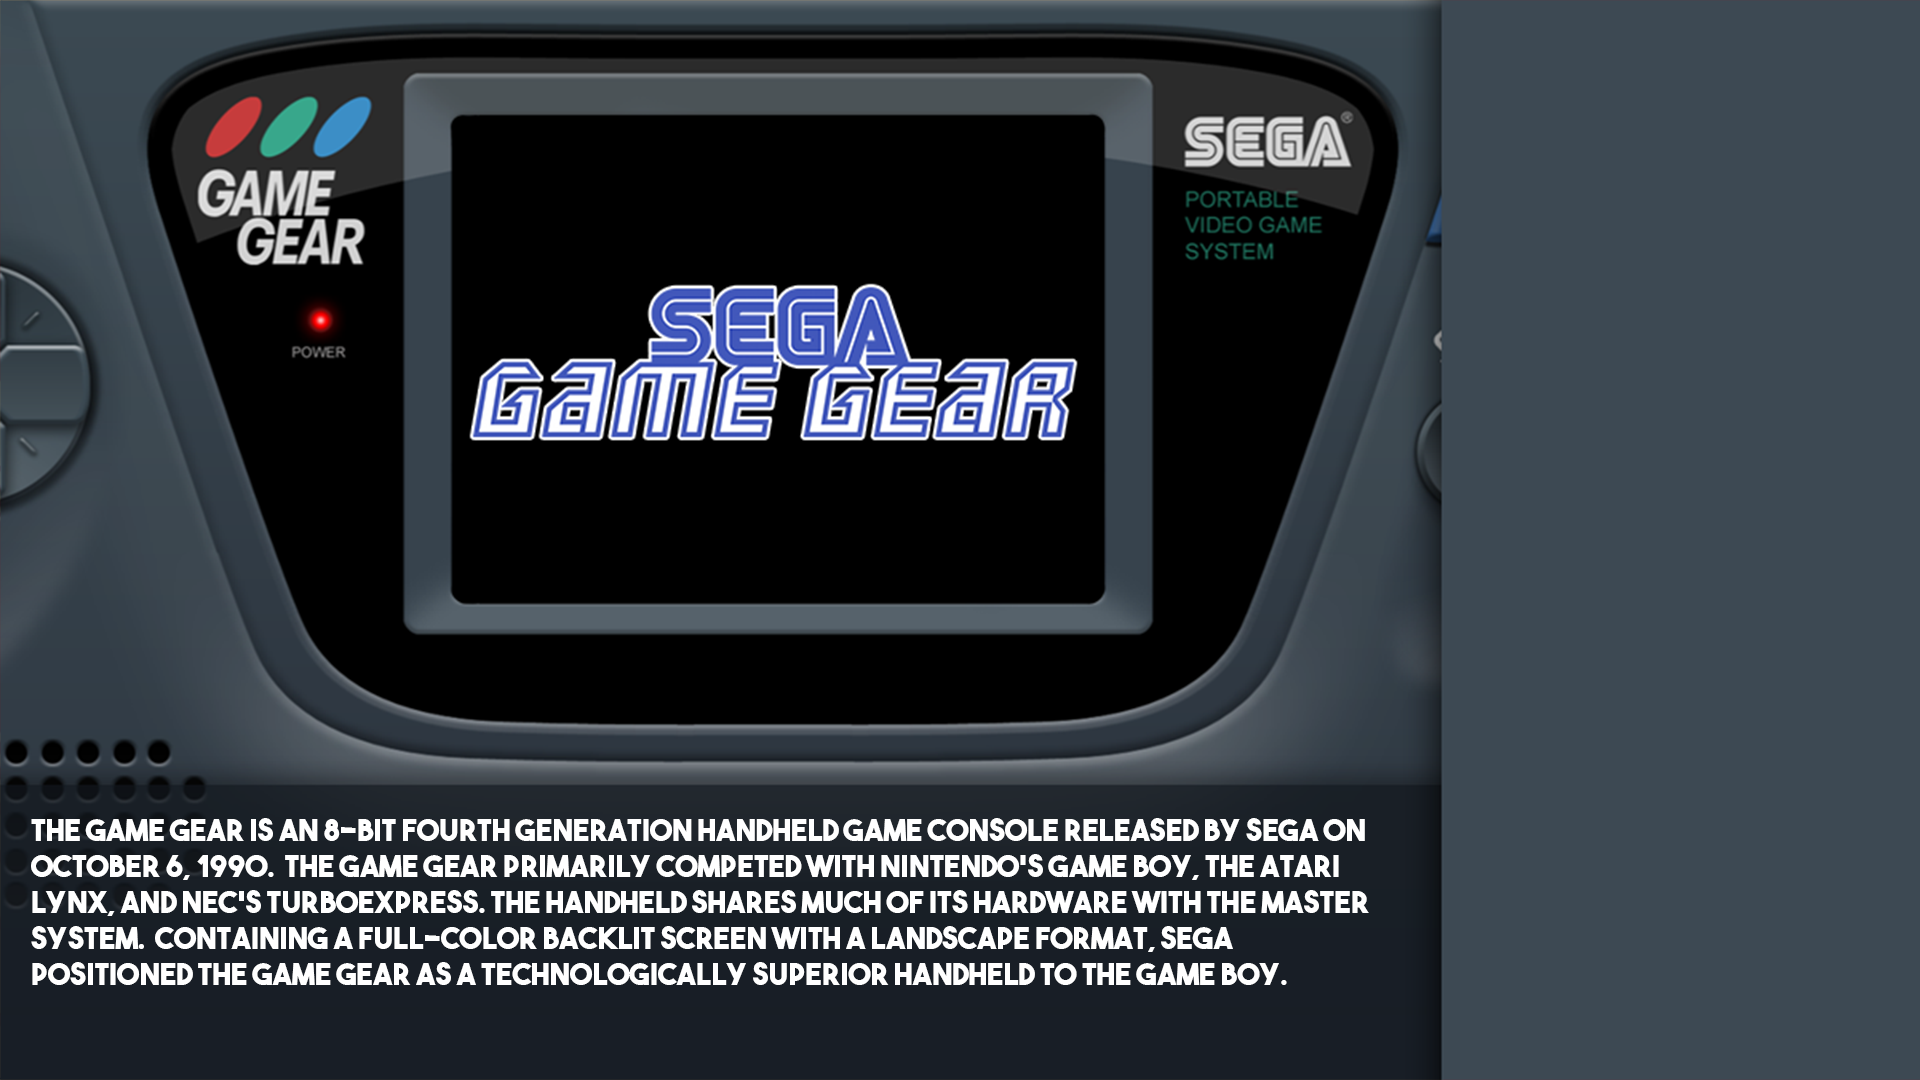 GAME
GEAR
POWER
SEGA®
PORTABLE
VIDEO GAME
SYSTEM
SEGA
GAME GEAR
THE GAME GEAR IS AN 8-BIT FOURTH GENERATION HANDHELD GAME CONSOLE RELEASED BY SEGA ON
OCTOBER 6, 1990. THE GAME GEAR PRIMARILY COMPETED WITH NINTENDO'S GAME BOY, THE ATARI
LYNX, AND NEC'S TURBOEXPRESS. THE HANDHELD SHARES MUCH OF ITS HARDWARE WITH THE MASTER
SYSTEM. CONTAINING A FULL-COLOR BACKLIT SCREEN WITH A LANDSCAPE FORMAT, SEGA
POSITIONED THE GAME GEAR AS A TECHNOLOGICALLY SUPERIOR HANDHELD TO THE GAME BOY.